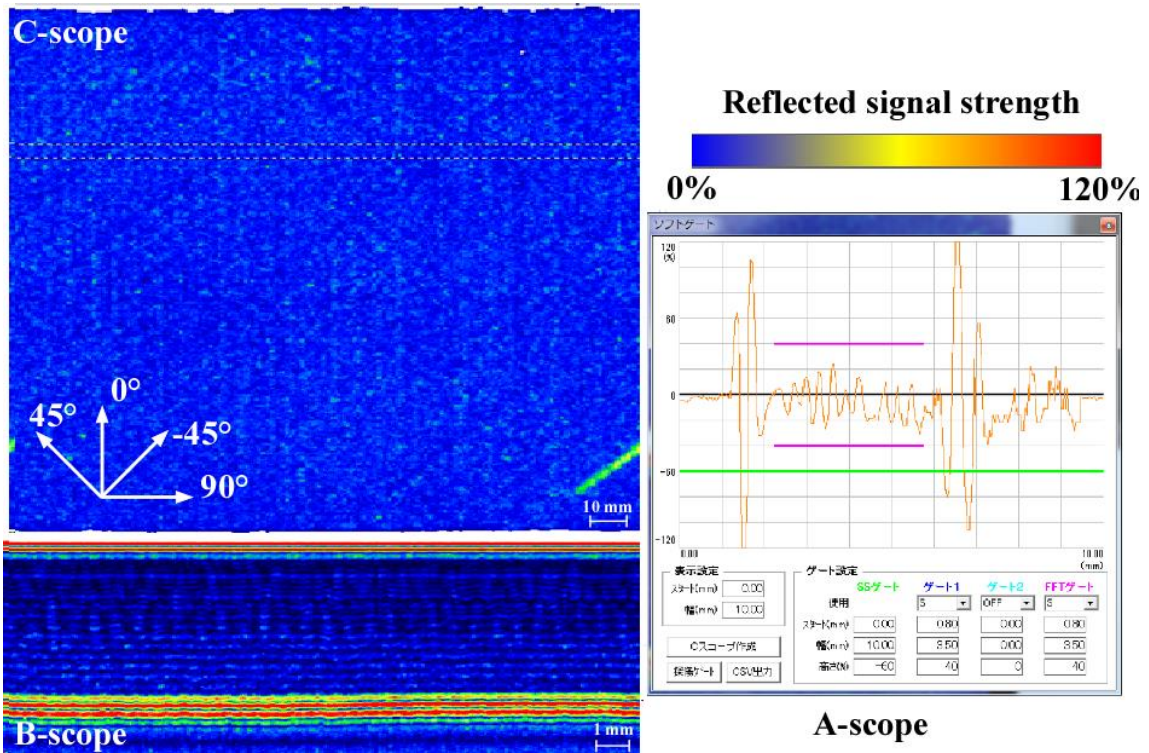 C-scope
0°
45°
-45°
90°
10 mm
B-scope
1 mm
Reflected signal strength
0%
120%
ソフトゲート
120
(%)
60
0
-60
-120
0.00
10.00
(mm)
表示設定
スタート(mm) 0.00
幅(mm) 10.00
Cスコープ作成
探傷ゲート CSV出力
ゲート設定
SSゲート ゲート1 ゲート2 FFTゲート
使用 S OFF S
スタート(mm) 0.00 0.80 0.00 0.80
幅(mm) 10.00 3.50 0.00 3.50
高さ(%) -60 40 0 40
A-scope